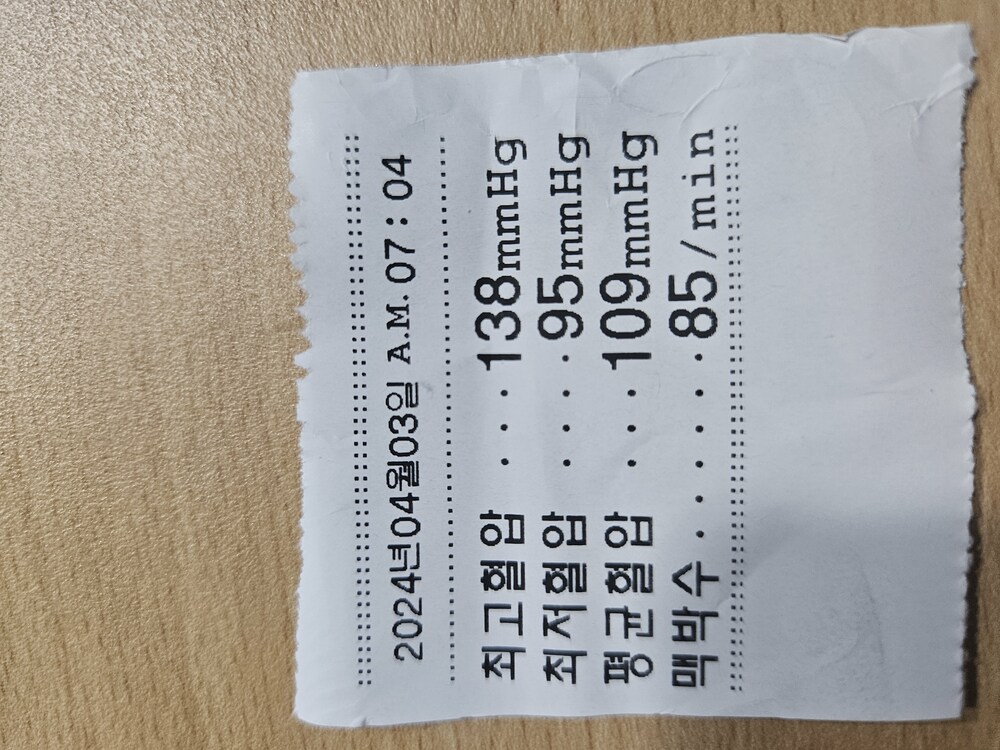 2024년04월03일 A.M. 07 : 04
최고혈압 ... 138mmHg
최저혈압 .... 95mmHg
평균혈압 ... 109mmHg
맥박수....... 85/min